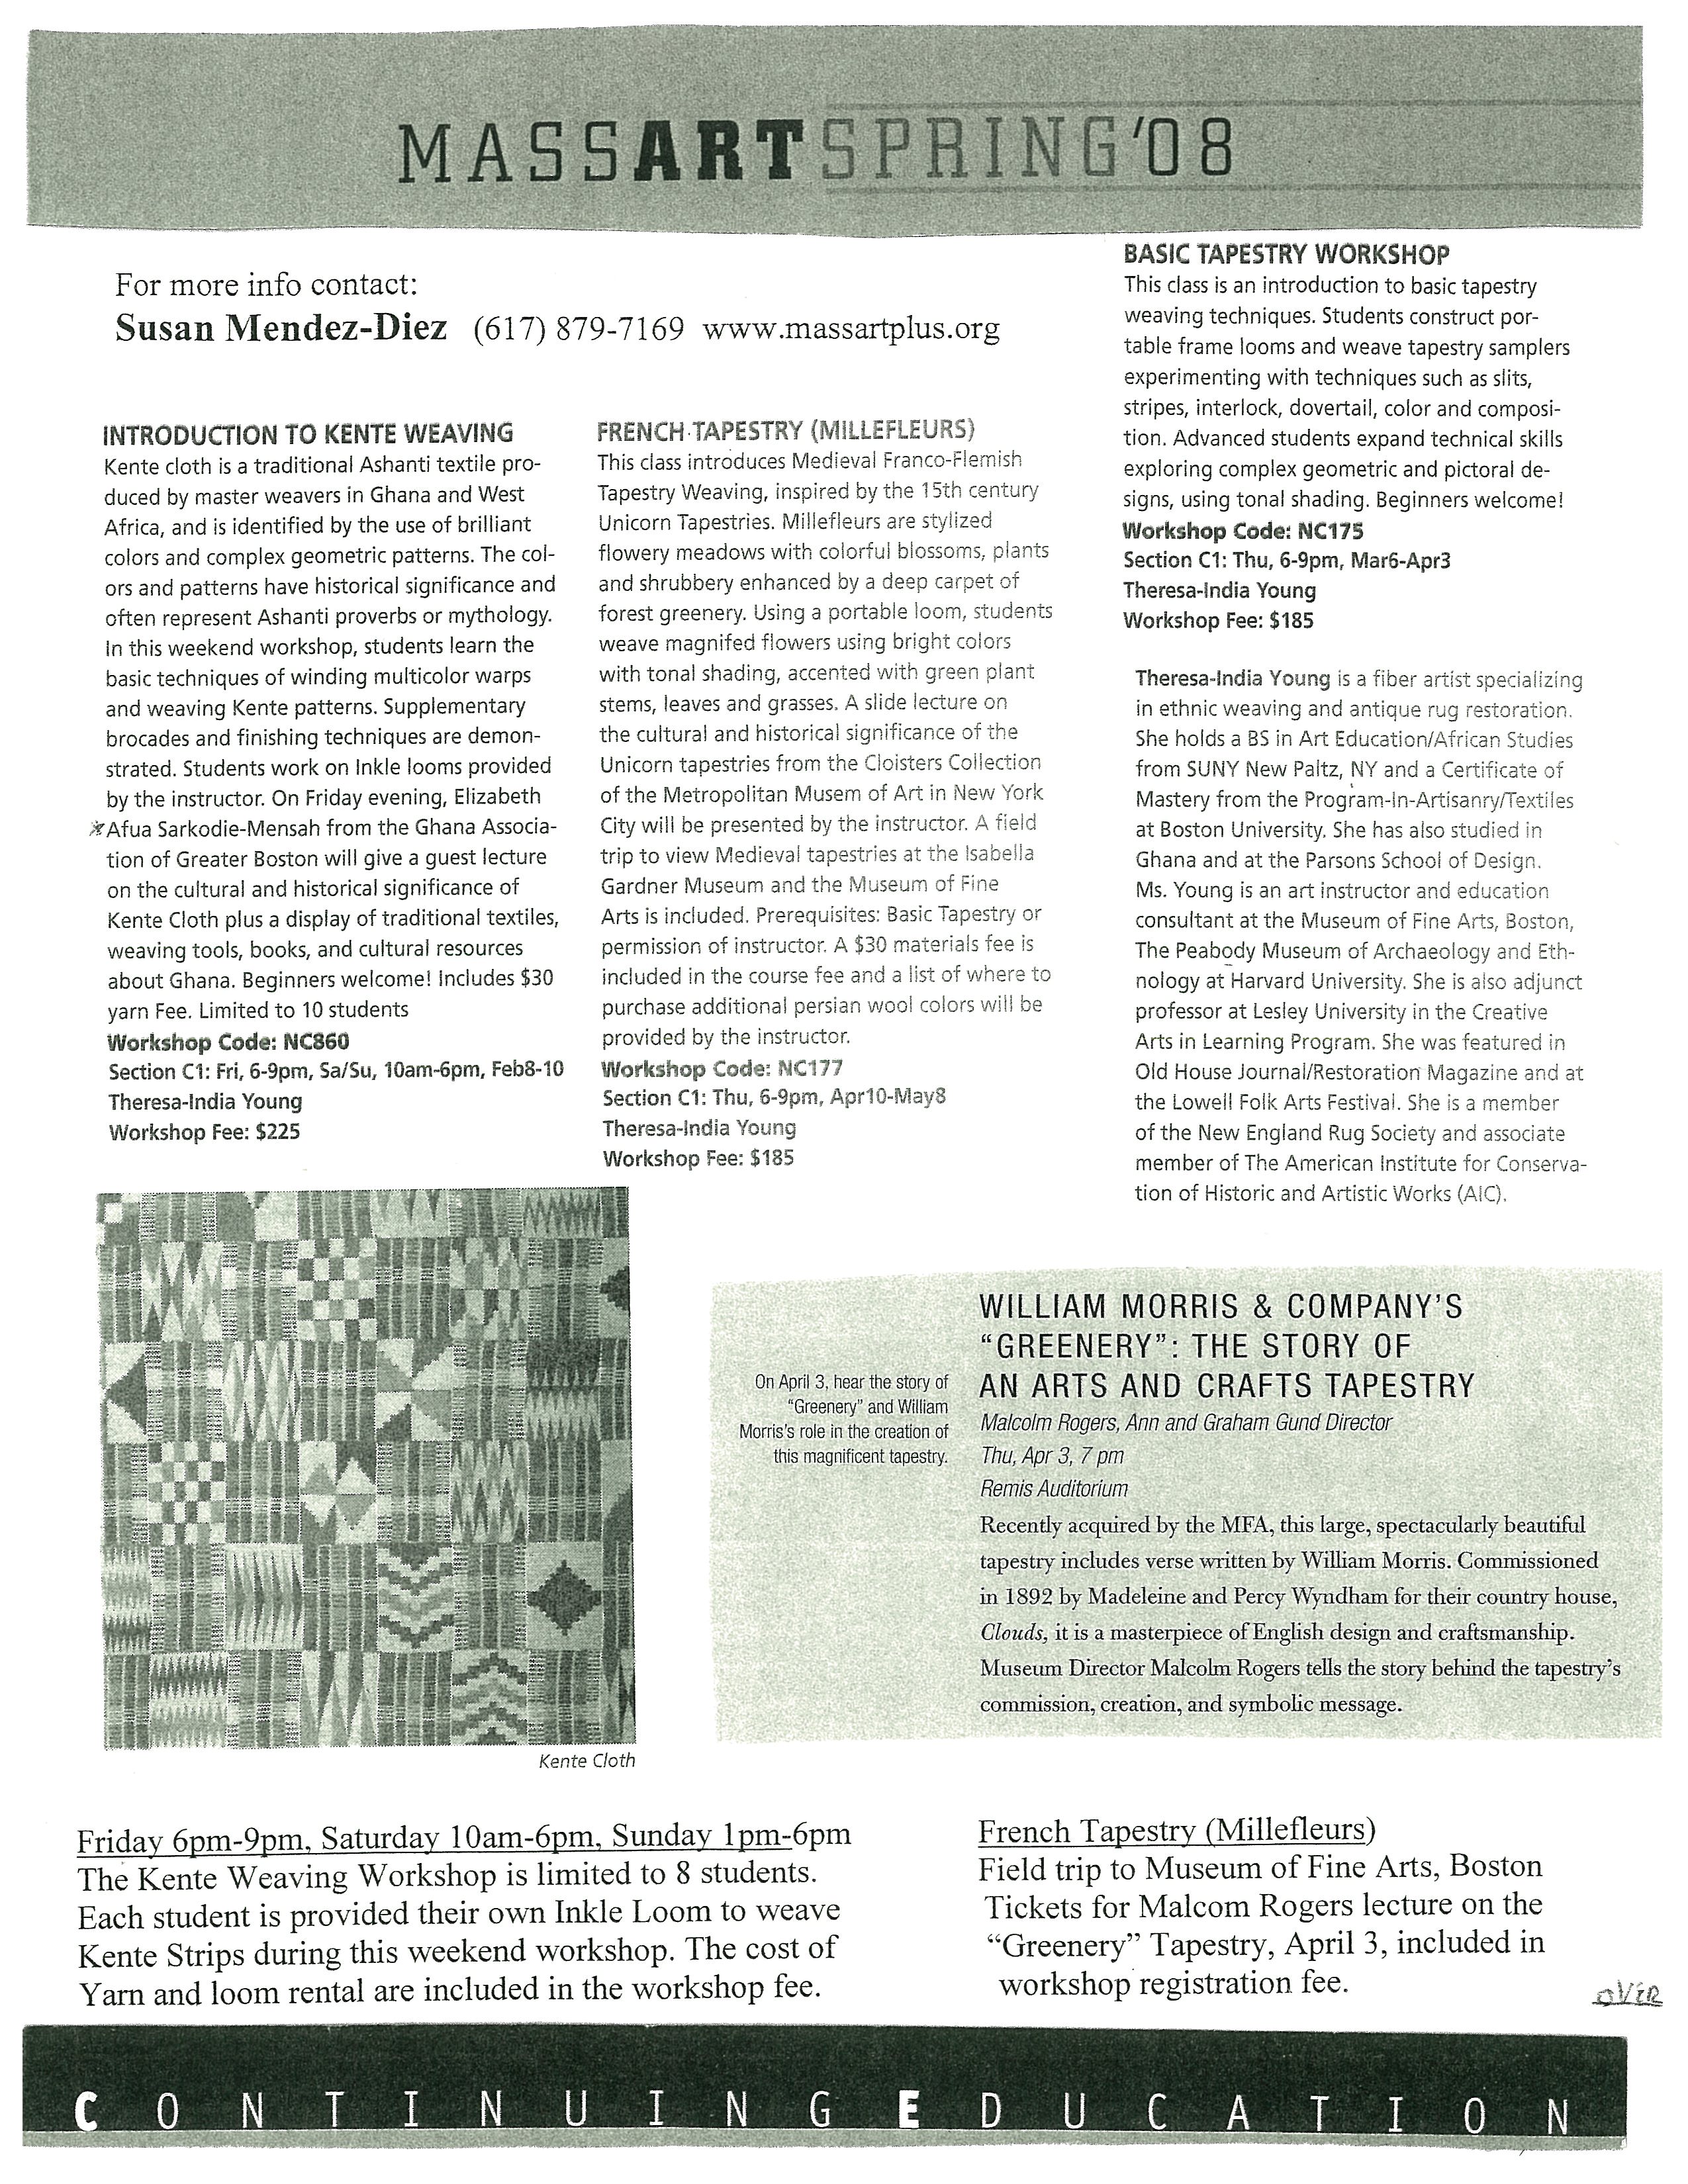 MASSARTSPRING'08
For more info contact:
Susan Mendez-Diez (617) 879-7169 www.massartplus.org
INTRODUCTION TO KENTE WEAVING
Kente cloth is a traditional Ashanti textile pro-
duced by master weavers in Ghana and West
Africa, and is identified by the use of brilliant
colors and complex geometric patterns. The col-
ors and patterns have historical significance and
often represent Ashanti proverbs or mythology.
In this weekend workshop, students learn the
basic techniques of winding multicolor warps
and weaving Kente patterns. Supplementary
brocades and finishing techniques are demon-
strated. Students work on Inkle looms provided
by the instructor. On Friday evening, Elizabeth
Afua Sarkodie-Mensah from the Ghana Associa-
tion of Greater Boston will give a guest lecture
on the cultural and historical significance of
Kente Cloth plus a display of traditional textiles,
weaving tools, books, and cultural resources
about Ghana. Beginners welcome! Includes $30
yarn Fee. Limited to 10 students
Workshop Code: NC860
Section C1: Fri, 6-9pm, Sa/Su, 10am-6pm, Feb8-10
Theresa-India Young
Workshop Fee: $225
FRENCH TAPESTRY (MILLEFLEURS)
This class introduces Medieval Franco-Flemish
Tapestry Weaving, inspired by the 15th century
Unicorn Tapestries. Millefleurs are stylized
flowery meadows with colorful blossoms, plants
and shrubbery enhanced by a deep carpet of
forest greenery. Using a portable loom, students
weave magnifed flowers using bright colors
with tonal shading, accented with green plant
stems, leaves and grasses. A slide lecture on
the cultural and historical significance of the
Unicorn tapestries from the Cloisters Collection
of the Metropolitan Musem of Art in New York
City will be presented by the instructor. A field
trip to view Medieval tapestries at the Isabella
Gardner Museum and the Museum of Fine
Arts is included. Prerequisites: Basic Tapestry or
permission of instructor. A $30 materials fee is
included in the course fee and a list of where to
purchase additional persian wool colors will be
provided by the instructor.
Workshop Code: NC177
Section C1: Thu, 6-9pm, Apr10-May8
Theresa-India Young
Workshop Fee: $185
BASIC TAPESTRY WORKSHOP
This class is an introduction to basic tapestry
weaving techniques. Students construct por-
table frame looms and weave tapestry samplers
experimenting with techniques such as slits,
stripes, interlock, dovertail, color and composi-
tion. Advanced students expand technical skills
exploring complex geometric and pictoral de-
signs, using tonal shading. Beginners welcome!
Workshop Code: NC175
Section C1: Thu, 6-9pm, Mar6-Apr3
Theresa-India Young
Workshop Fee: $185
Theresa-India Young is a fiber artist specializing
in ethnic weaving and antique rug restoration.
She holds a BS in Art Education/African Studies
from SUNY New Paltz, NY and a Certificate of
Mastery from the Program-In-Artisanry/Textiles
at Boston University. She has also studied in
Ghana and at the Parsons School of Design.
Ms. Young is an art instructor and education
consultant at the Museum of Fine Arts, Boston,
The Peabody Museum of Archaeology and Eth-
nology at Harvard University. She is also adjunct
professor at Lesley University in the Creative
Arts in Learning Program. She was featured in
Old House Journal/Restoration Magazine and at
the Lowell Folk Arts Festival. She is a member
of the New England Rug Society and associate
member of The American Institute for Conserva-
tion of Historic and Artistic Works (AIC).
Kente Cloth
On April 3, hear the story of
"Greenery" and William
Morris's role in the creation of
this magnificent tapestry.
WILLIAM MORRIS & COMPANY'S
"GREENERY": THE STORY OF
AN ARTS AND CRAFTS TAPESTRY
Malcolm Rogers, Ann and Graham Gund Director
Thu, Apr 3, 7 pm
Remis Auditorium
Recently acquired by the MFA, this large, spectacularly beautiful
tapestry includes verse written by William Morris. Commissioned
in 1892 by Madeleine and Percy Wyndham for their country house,
Clouds, it is a masterpiece of English design and craftsmanship.
Museum Director Malcolm Rogers tells the story behind the tapestry's
commission, creation, and symbolic message.
Friday 6pm-9pm, Saturday 10am-6pm, Sunday 1pm-6pm
The Kente Weaving Workshop is limited to 8 students.
Each student is provided their own Inkle Loom to weave
Kente Strips during this weekend workshop. The cost of
Yarn and loom rental are included in the workshop fee.
French Tapestry (Millefleurs)
Field trip to Museum of Fine Arts, Boston
Tickets for Malcom Rogers lecture on the
"Greenery" Tapestry, April 3, included in
workshop registration fee.
OVER
CONTINUING EDUCATION